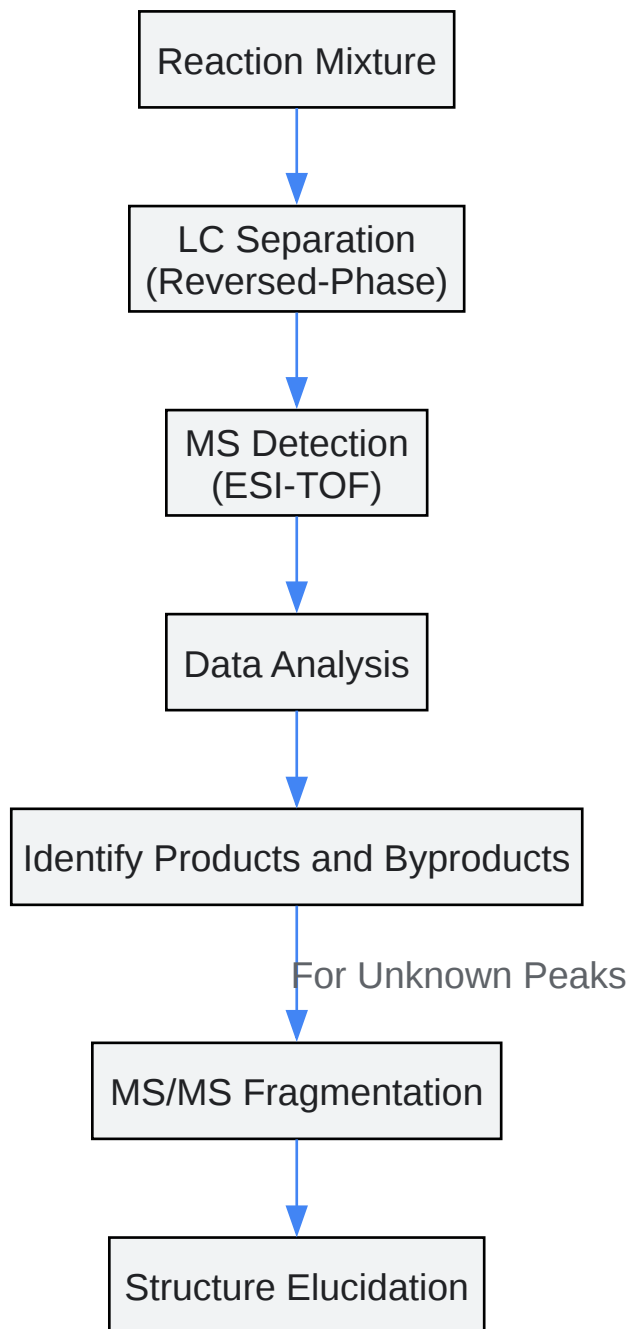 Reaction Mixture
LC Separation
(Reversed-Phase)
MS Detection
(ESI-TOF)
Data Analysis
Identify Products and Byproducts
For Unknown Peaks
MS/MS Fragmentation
Structure Elucidation